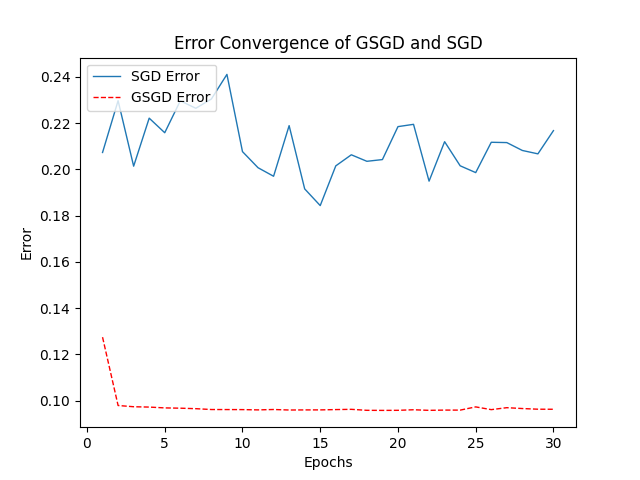 Error Convergence of GSGD and SGD
SGD Error
GSGD Error
Error
0.24
0.22
0.20
0.18
0.16
0.14
0.12
0.10
0 5 10 15 20 25 30
Epochs